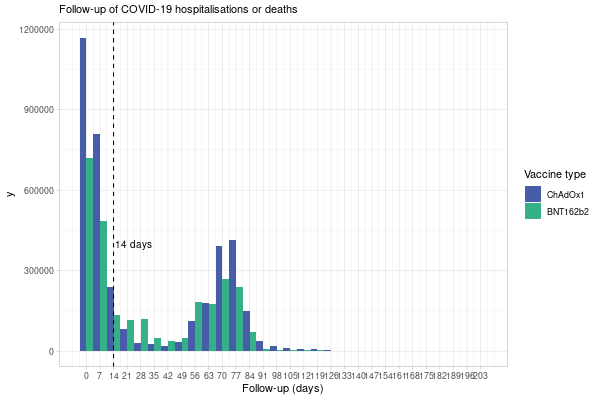 Follow-up of COVID-19 hospitalisations or deaths
1200000
900000
600000
300000
0
y
14 days
0 7 14 21 28 35 42 49 56 63 70 77 84 91 98 105 112 119 126 133 140 147 154 161 168 175 182 189 196 203
Follow-up (days)
Vaccine type
ChAdOx1
BNT162b2